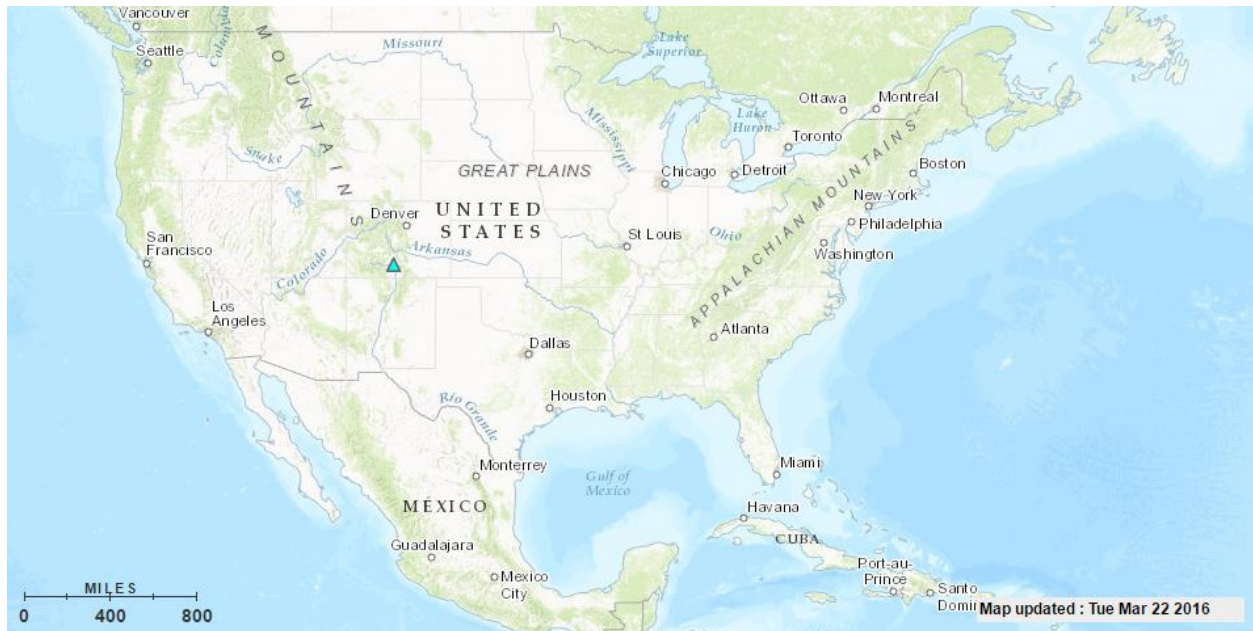 Vancouver
Seattle
Columbia
MOUNTAINS
Missouri
Lake
Superior
Ottawa
Montreal
Lake
Huron
Toronto
Mississippi
Snake
GREAT PLAINS
Chicago
Detroit
Boston
APPALACHIAN MOUNTAINS
New York
Philadelphia
Denver
UNITED
STATES
St Louis
Ohio
Washington
San
Francisco
Colorado
Arkansas
Los
Angeles
Atlanta
Dallas
Houston
Río Grande
Monterrey
Gulf of
Mexico
Miami
MÉXICO
Havana
CUBA
Guadalajara
Mexico
City
Port-au-
Prince
Santo
MILES
0 400 800
Map updated : Tue Mar 22 2016